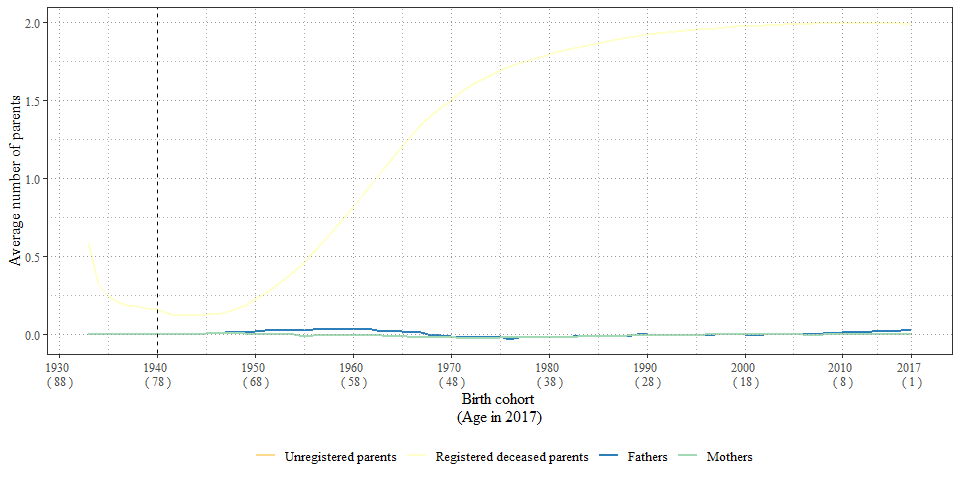 Average number of parents
2.0
1.5
1.0
0.5
0.0
1930 1940 1950 1960 1970 1980 1990 2000 2010 2017
( 88 ) ( 78 ) ( 68 ) ( 58 ) ( 48 ) ( 38 ) ( 28 ) ( 18 ) ( 8 ) ( 1 )
Birth cohort
(Age in 2017)
Unregistered parents Registered deceased parents Fathers Mothers